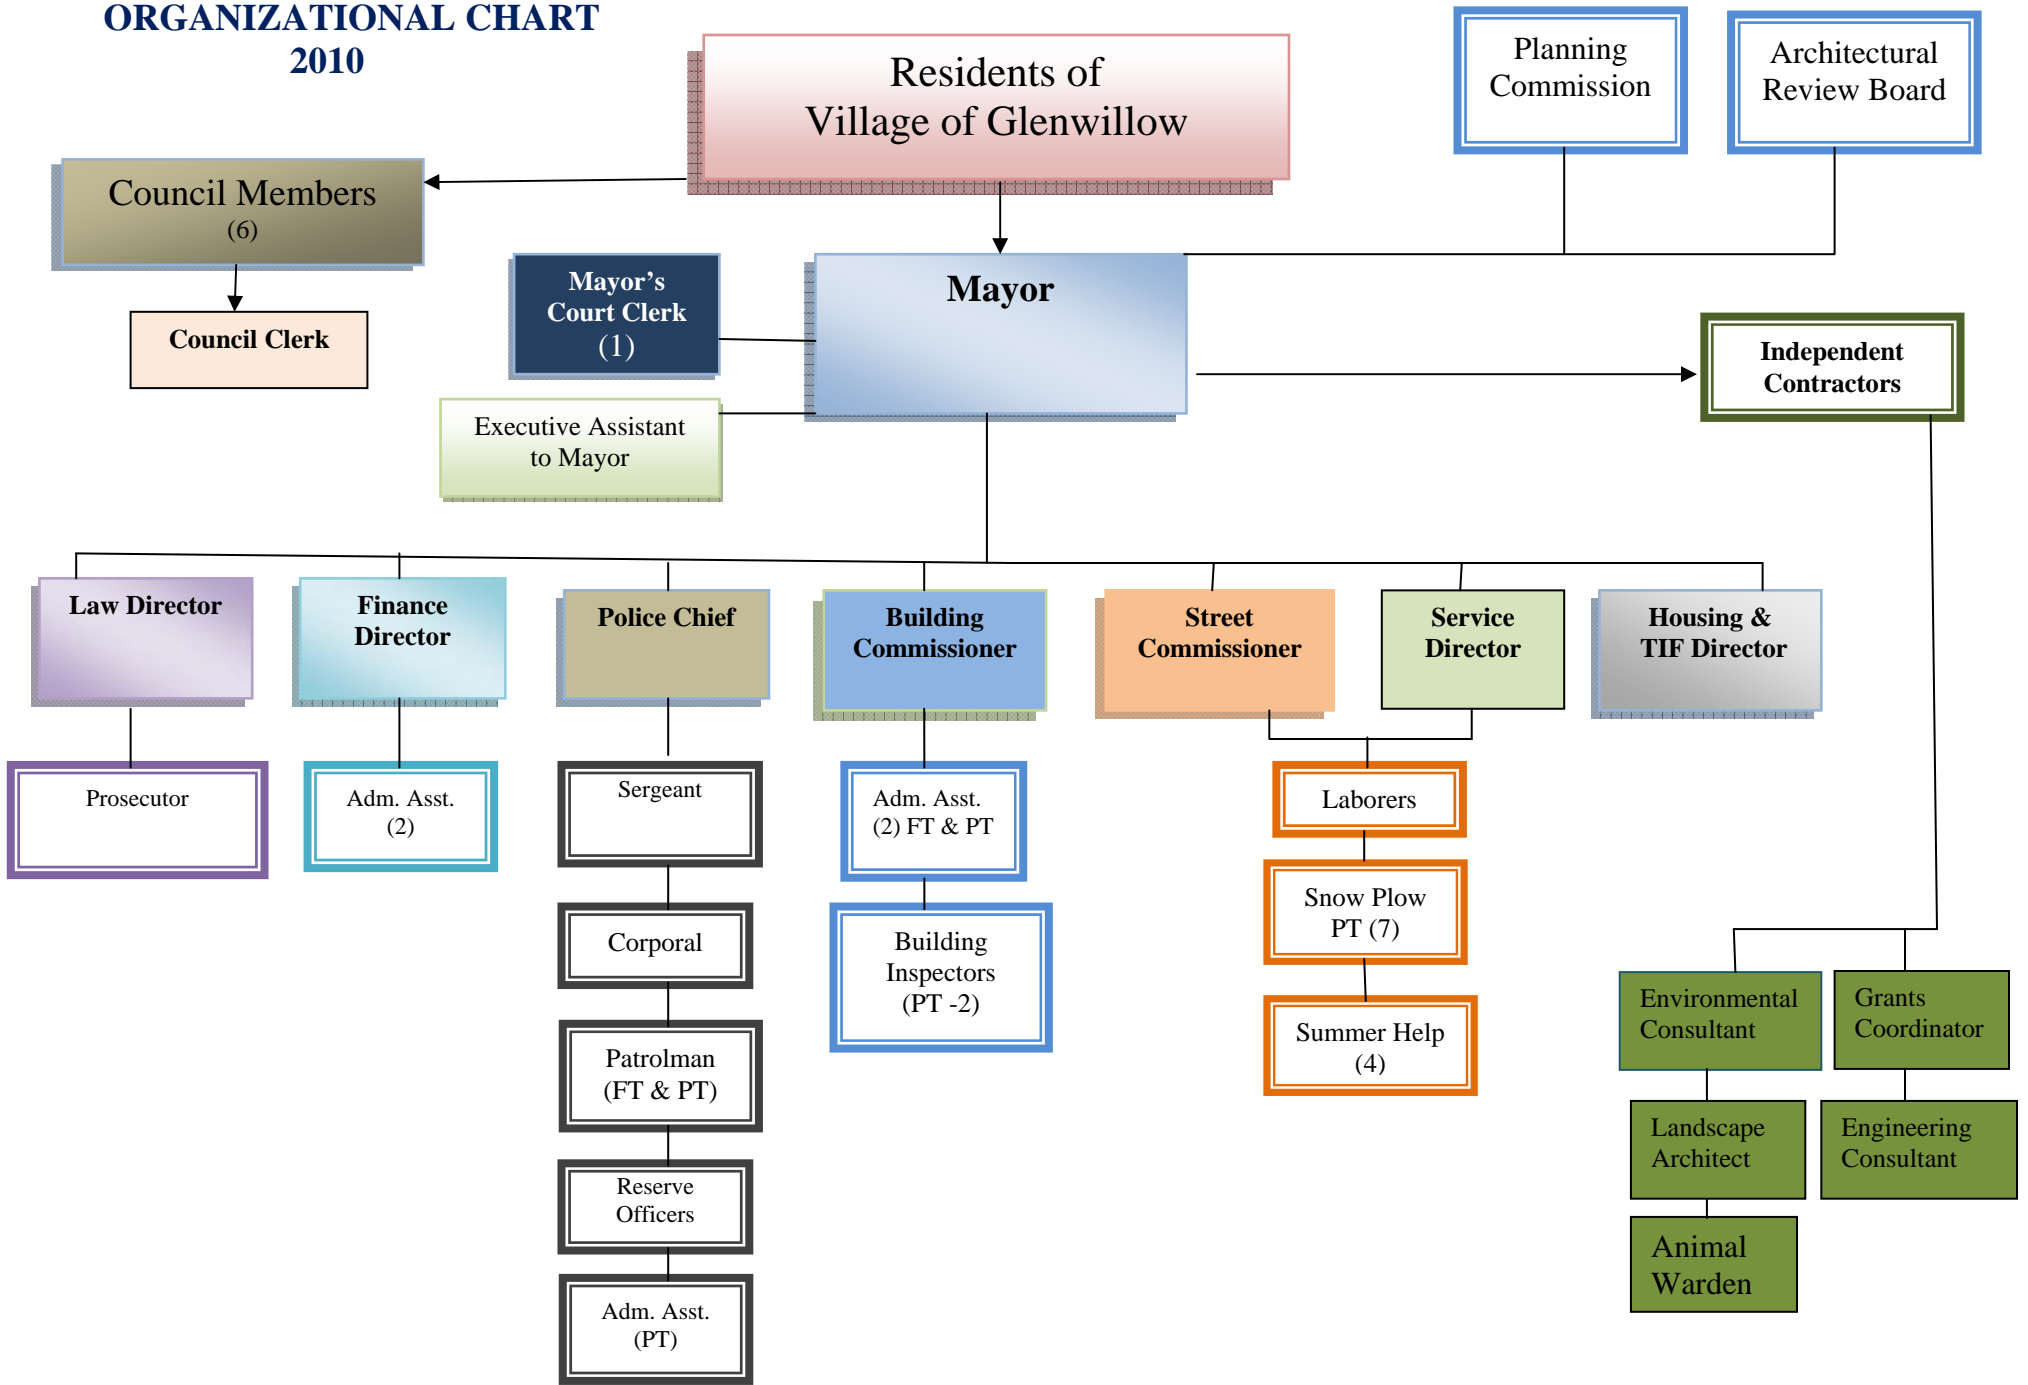 ORGANIZATIONAL CHART
2010
Residents of
Village of Glenwillow
Planning
Commission
Architectural
Review Board
Council Members
(6)
Council Clerk
Mayor’s
Court Clerk
(1)
Mayor
Executive Assistant
to Mayor
Independent
Contractors
Law Director
Finance
Director
Police Chief
Building
Commissioner
Street
Commissioner
Service
Director
Housing &
TIF Director
Prosecutor
Adm. Asst.
(2)
Sergeant
Adm. Asst.
(2) FT & PT
Laborers
Corporal
Building
Inspectors
(PT -2)
Snow Plow
PT (7)
Patrolman
(FT & PT)
Summer Help
(4)
Environmental
Consultant
Grants
Coordinator
Landscape
Architect
Engineering
Consultant
Reserve
Officers
Animal
Warden
Adm. Asst.
(PT)